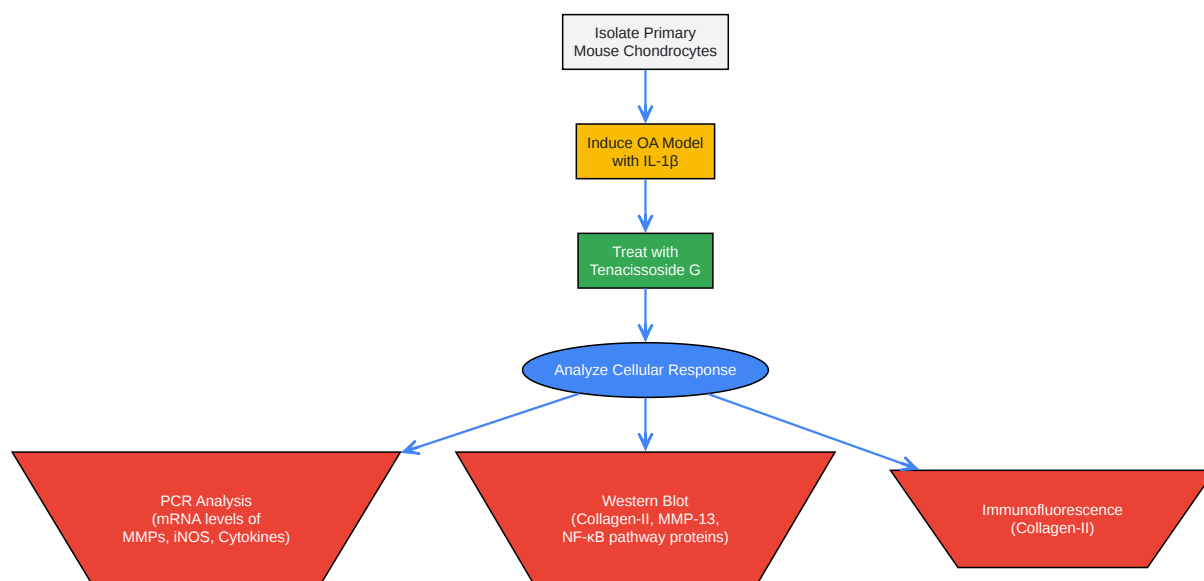 Isolate Primary
Mouse Chondrocytes
Induce OA Model
with IL-1β
Treat with
Tenacissoside G
Analyze Cellular Response
PCR Analysis
(mRNA levels of
MMPs, iNOS, Cytokines)
Western Blot
(Collagen-II, MMP-13,
NF-κB pathway proteins)
Immunofluorescence
(Collagen-II)